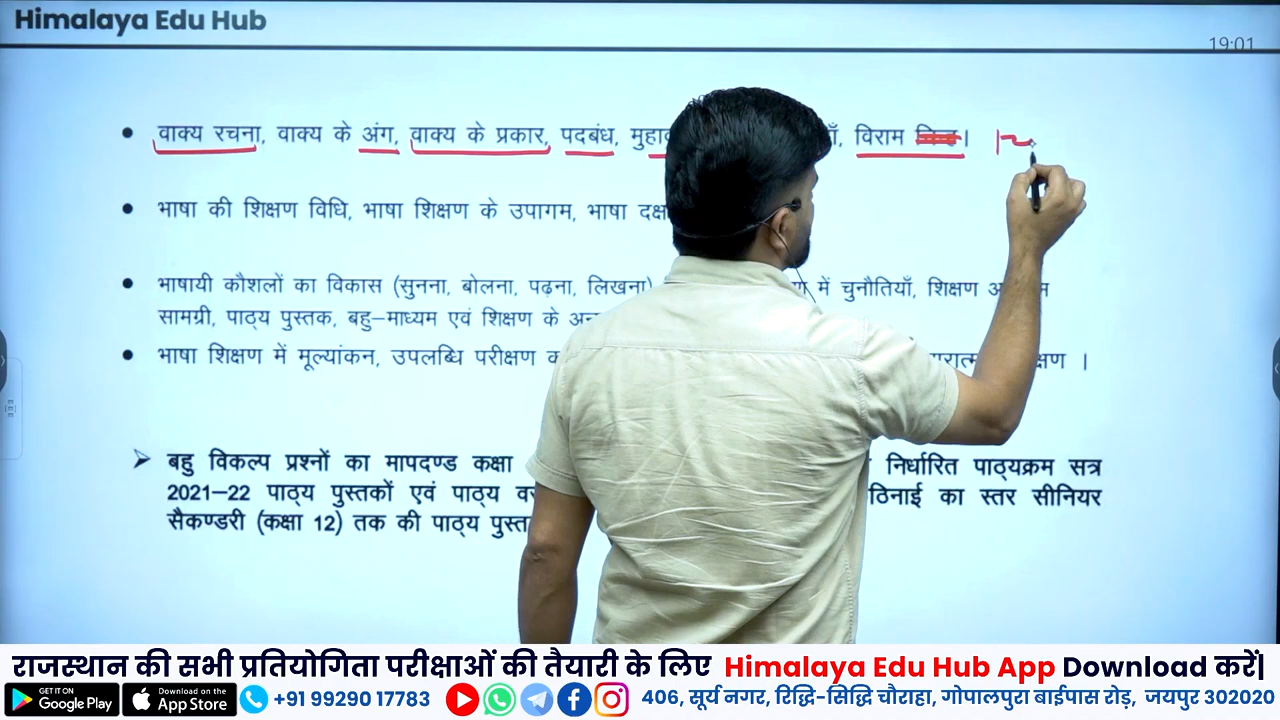 Himalaya Edu Hub
19:01
• वाक्य रचना, वाक्य के अंग, वाक्य के प्रकार, पदबंध, विराम
• भाषा की शिक्षण विधि, भाषा शिक्षण के उपागम, भाषा
• भाषायी कौशलों का विकास (सुनना, बोलना, पढ़ना, लिखना) में चुनौतियाँ, शिक्षण
सामग्री, पाठ्य पुस्तक, बहु–माध्यम एवं शिक्षण के
• भाषा शिक्षण में मूल्यांकन, उपलब्धि परीक्षण
➢ बहु विकल्प प्रश्नों का मापदण्ड कक्षा निर्धारित पाठ्यक्रम सत्र
2021–22 पाठ्य पुस्तकों एवं पाठ्य का स्तर सीनियर
सैकण्डरी (कक्षा 12) तक की पाठ्य
राजस्थान की सभी प्रतियोगिता परीक्षाओं की तैयारी के लिए Himalaya Edu Hub App Download करें|
GET IT ON Google Play Download on the App Store +91 99290 17783 406, सूर्य नगर, रिद्धि-सिद्धि चौराहा, गोपालपुरा बाईपास रोड़, जयपुर 302020